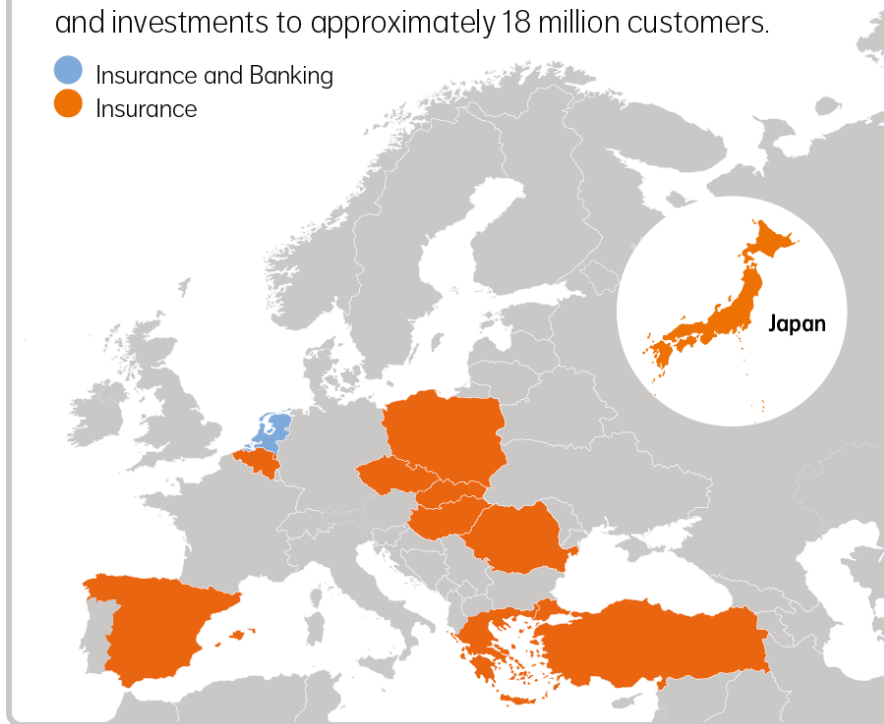 and investments to approximately 18 million customers.
Insurance and Banking
Insurance
Japan